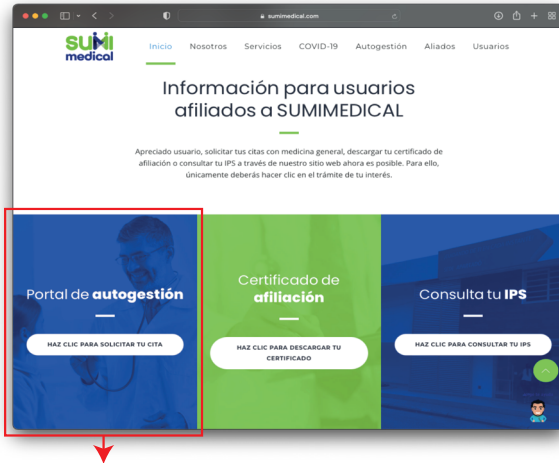 sumimedical.com
SUMI
medical
Inicio Nosotros Servicios COVID-19 Autogestión Aliados Usuarios
Información para usuarios
afiliados a SUMIMEDICAL
Apreciado usuario, solicitar tus citas con medicina general, descargar tu certificado de
afiliación o consultar tu IPS a través de nuestro sitio web ahora es posible. Para ello,
únicamente deberás hacer clic en el trámite de tu interés.
Portal de autogestión
HAZ CLIC PARA SOLICITAR TU CITA
Certificado de
afiliación
HAZ CLIC PARA DESCARGAR TU
CERTIFICADO
Consulta tu IPS
HAZ CLIC PARA CONSULTAR TU IPS